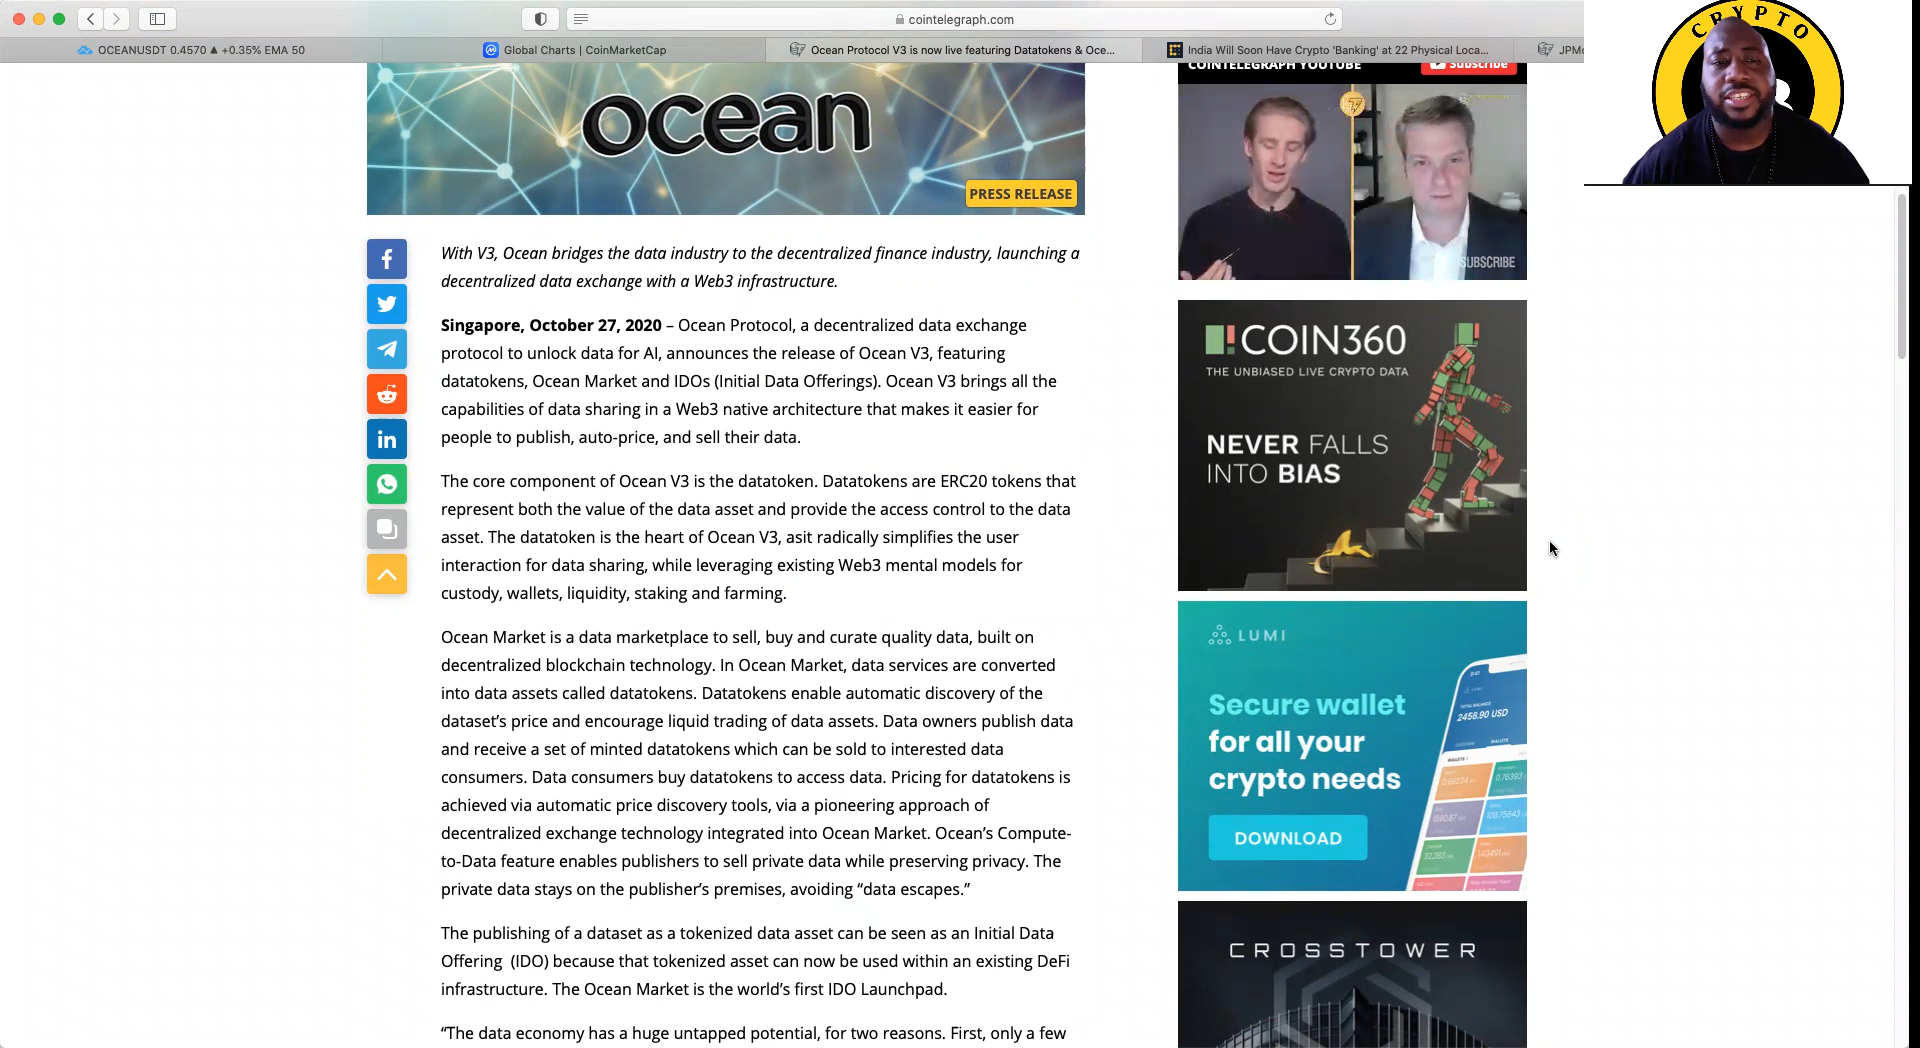 cointelegraph.com
OCEANUSDT 0.4570 ▲ +0.35% EMA 50
Global Charts | CoinMarketCap
Ocean Protocol V3 is now live featuring Datatokens & Oce...
India Will Soon Have Crypto 'Banking' at 22 Physical Loca...
CRYPTO
ocean
PRESS RELEASE
With V3, Ocean bridges the data industry to the decentralized finance industry, launching a
decentralized data exchange with a Web3 infrastructure.
Singapore, October 27, 2020 – Ocean Protocol, a decentralized data exchange
protocol to unlock data for AI, announces the release of Ocean V3, featuring
datatokens, Ocean Market and IDOs (Initial Data Offerings). Ocean V3 brings all the
capabilities of data sharing in a Web3 native architecture that makes it easier for
people to publish, auto-price, and sell their data.
The core component of Ocean V3 is the datatoken. Datatokens are ERC20 tokens that
represent both the value of the data asset and provide the access control to the data
asset. The datatoken is the heart of Ocean V3, asit radically simplifies the user
interaction for data sharing, while leveraging existing Web3 mental models for
custody, wallets, liquidity, staking and farming.
Ocean Market is a data marketplace to sell, buy and curate quality data, built on
decentralized blockchain technology. In Ocean Market, data services are converted
into data assets called datatokens. Datatokens enable automatic discovery of the
dataset’s price and encourage liquid trading of data assets. Data owners publish data
and receive a set of minted datatokens which can be sold to interested data
consumers. Data consumers buy datatokens to access data. Pricing for datatokens is
achieved via automatic price discovery tools, via a pioneering approach of
decentralized exchange technology integrated into Ocean Market. Ocean’s Compute-
to-Data feature enables publishers to sell private data while preserving privacy. The
private data stays on the publisher’s premises, avoiding “data escapes.”
The publishing of a dataset as a tokenized data asset can be seen as an Initial Data
Offering (IDO) because that tokenized asset can now be used within an existing DeFi
infrastructure. The Ocean Market is the world’s first IDO Launchpad.
“The data economy has a huge untapped potential, for two reasons. First, only a few
COINTELEGRAPH YOUTUBE
Subscribe
SUBSCRIBE
COIN360
THE UNBIASED LIVE CRYPTO DATA
NEVER FALLS
INTO BIAS
LUMI
Secure wallet
for all your
crypto needs
DOWNLOAD
TOTAL BALANCE
2456.90 USD
CROSSTOWER